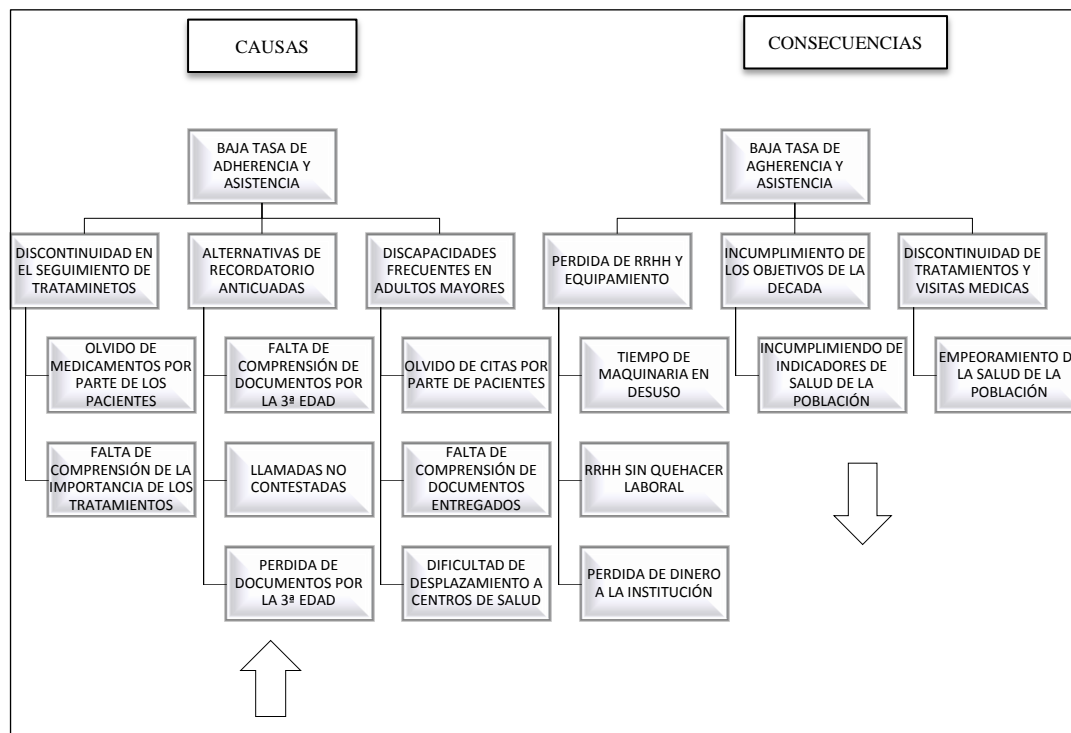 CAUSAS
CONSECUENCIAS
BAJA TASA DE
ADHERENCIA Y
ASISTENCIA
DISCONTINUIDAD EN
EL SEGUIMIENTO DE
TRATAMINETOS
OLVIDO DE
MEDICAMENTOS POR
PARTE DE LOS
PACIENTES
FALTA DE
COMPRENSIÓN DE LA
IMPORTANCIA DE LOS
TRATAMIENTOS
ALTERNATIVAS DE
RECORDATORIO
ANTICUADAS
FALTA DE
COMPRENSIÓN DE
DOCUMENTOS POR
LA 3ª EDAD
LLAMADAS NO
CONTESTADAS
PERDIDA DE
DOCUMENTOS POR
LA 3ª EDAD
DISCAPACIDADES
FRECUENTES EN
ADULTOS MAYORES
OLVIDO DE CITAS POR
PARTE DE PACIENTES
FALTA DE
COMPRENSIÓN DE
DOCUMENTOS
ENTREGADOS
DIFICULTAD DE
DESPLAZAMIENTO A
CENTROS DE SALUD
BAJA TASA DE
AGHERENCIA Y
ASISTENCIA
PERDIDA DE RRHH Y
EQUIPAMIENTO
TIEMPO DE
MAQUINARIA EN
DESUSO
RRHH SIN QUEHACER
LABORAL
PERDIDA DE DINERO
A LA INSTITUCIÓN
INCUMPLIMIENTO DE
LOS OBJETIVOS DE LA
DECADA
INCUMPLIMIENDO DE
INDICADORES DE
SALUD DE LA
POBLACIÓN
DISCONTINUIDAD DE
TRATAMIENTOS Y
VISITAS MEDICAS
EMPEORAMIENTO DE
LA SALUD DE LA
POBLACIÓN